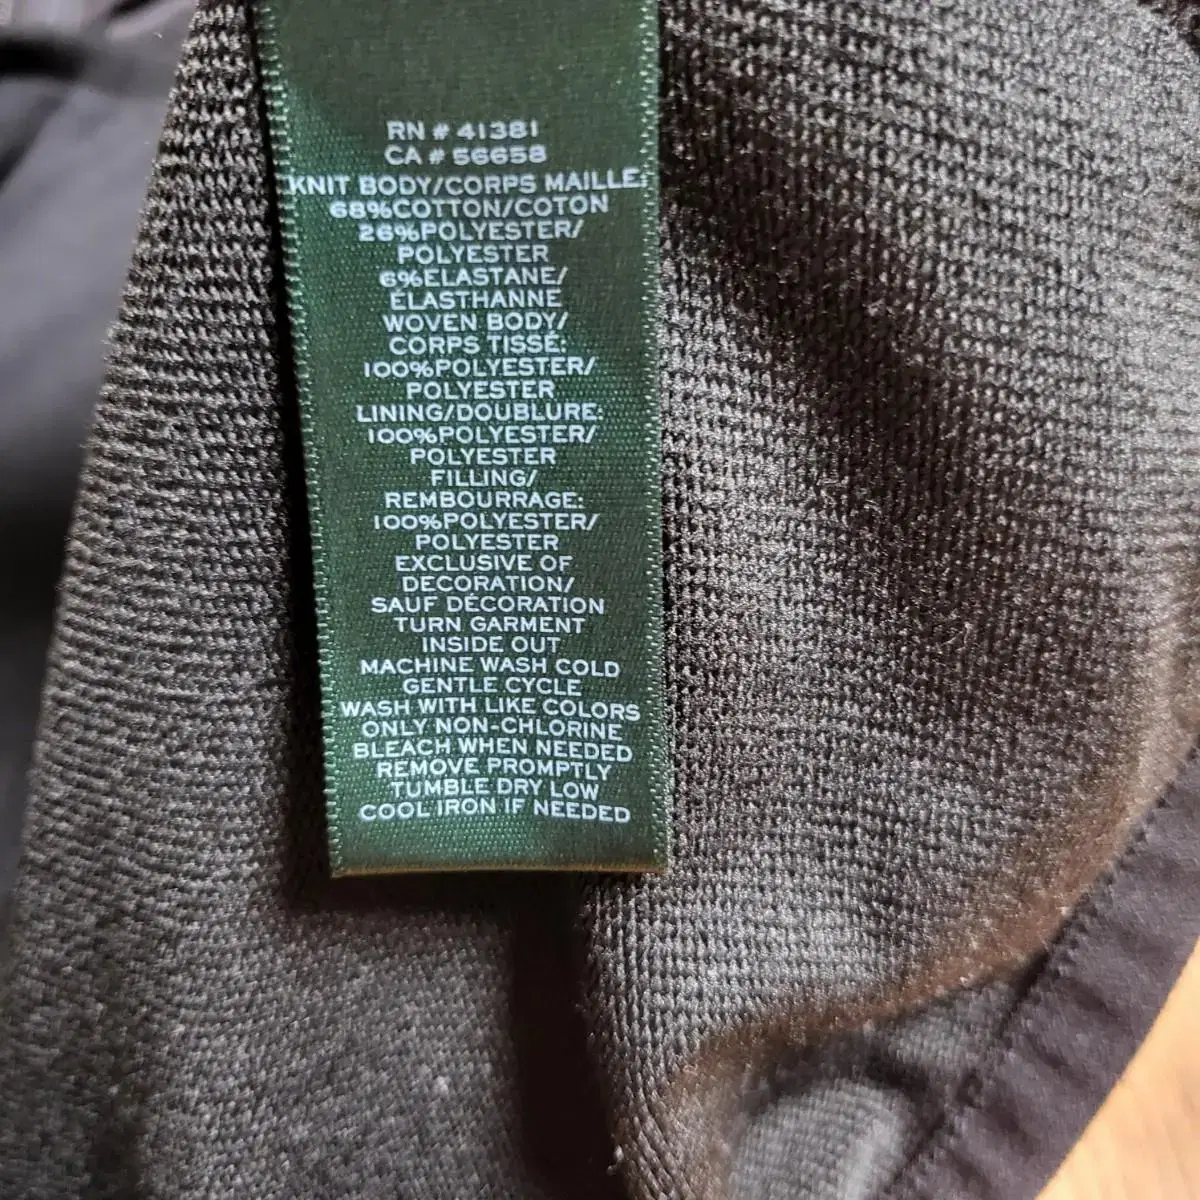 RN # 41381
CA # 56658
KNIT BODY/CORPS MAILLE:
68%COTTON/COTON
26%POLYESTER/
POLYESTER
6%ELASTANE/
ÉLASTHANNE
WOVEN BODY/
CORPS TISSÉ:
100%POLYESTER/
POLYESTER
LINING/DOUBLURE:
100%POLYESTER/
POLYESTER
FILLING/
REMBOURRAGE:
100%POLYESTER/
POLYESTER
EXCLUSIVE OF
DECORATION/
SAUF DÉCORATION
TURN GARMENT
INSIDE OUT
MACHINE WASH COLD
GENTLE CYCLE
WASH WITH LIKE COLORS
ONLY NON-CHLORINE
BLEACH WHEN NEEDED
REMOVE PROMPTLY
TUMBLE DRY LOW
COOL IRON IF NEEDED